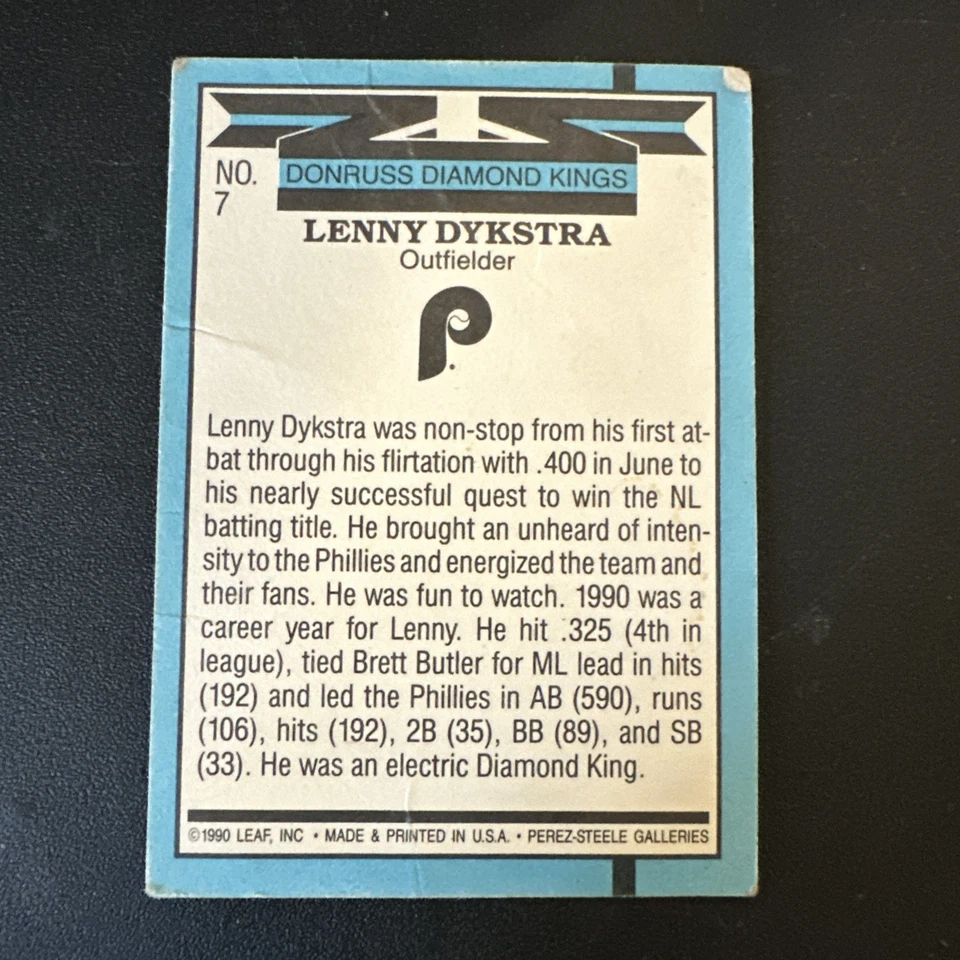 NO.
7
DONRUSS DIAMOND KINGS
LENNY DYKSTRA
Outfielder
P
Lenny Dykstra was non-stop from his first at-
bat through his flirtation with .400 in June to
his nearly successful quest to win the NL
batting title. He brought an unheard of inten-
sity to the Phillies and energized the team and
their fans. He was fun to watch. 1990 was a
career year for Lenny. He hit .325 (4th in
league), tied Brett Butler for ML lead in hits
(192) and led the Phillies in AB (590), runs
(106), hits (192), 2B (35), BB (89), and SB
(33). He was an electric Diamond King.
©1990 LEAF, INC • MADE & PRINTED IN U.S.A. • PEREZ-STEELE GALLERIES